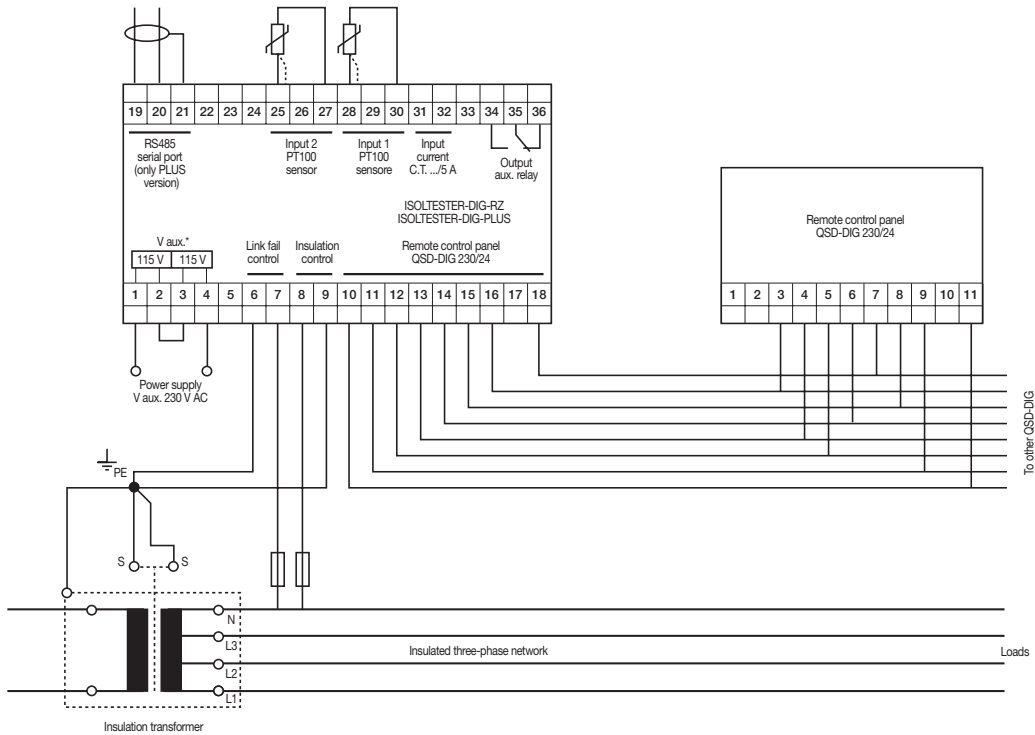 19 20 21 22 23 24 25 26 27 28 29 30 31 32 33 34 35 36
RS485
serial port
(only PLUS
version)
Input 2
PT100
sensor
Input 1
PT100
sensore
Input
current
C.T. .../5 A
Output
aux. relay
ISOLTESTER-DIG-RZ
ISOLTESTER-DIG-PLUS
V aux.*
115 V 115 V
Link fail
control
Insulation
control
Remote control panel
QSD-DIG 230/24
1 2 3 4 5 6 7 8 9 10 11 12 13 14 15 16 17 18
Power supply
V aux. 230 V AC
Remote control panel
QSD-DIG 230/24
1 2 3 4 5 6 7 8 9 10 11
To other QSD-DIG
PE
S S
N
L3
L2
L1
Insulated three-phase network
Loads
Insulation transformer